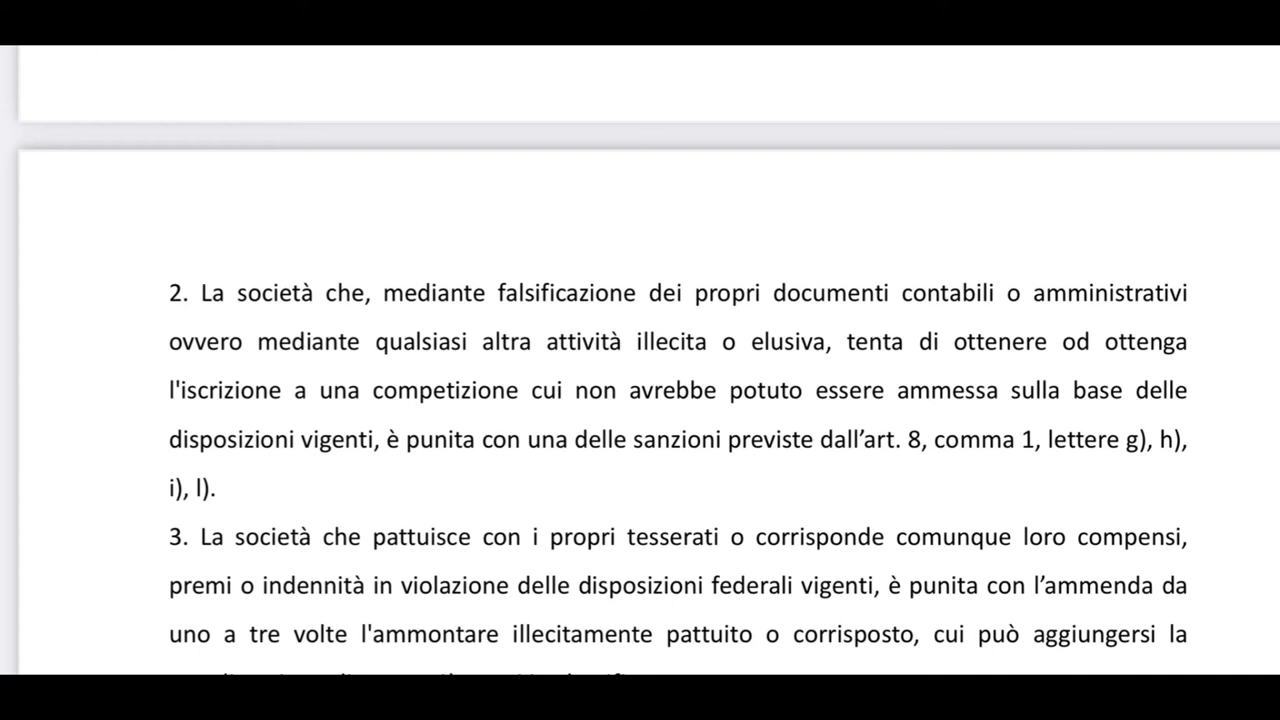 2. La società che, mediante falsificazione dei propri documenti contabili o amministrativi
ovvero mediante qualsiasi altra attività illecita o elusiva, tenta di ottenere od ottenga
l'iscrizione a una competizione cui non avrebbe potuto essere ammessa sulla base delle
disposizioni vigenti, è punita con una delle sanzioni previste dall’art. 8, comma 1, lettere g), h),
i), l).
3. La società che pattuisce con i propri tesserati o corrisponde comunque loro compensi,
premi o indennità in violazione delle disposizioni federali vigenti, è punita con l’ammenda da
uno a tre volte l'ammontare illecitamente pattuito o corrisposto, cui può aggiungersi la